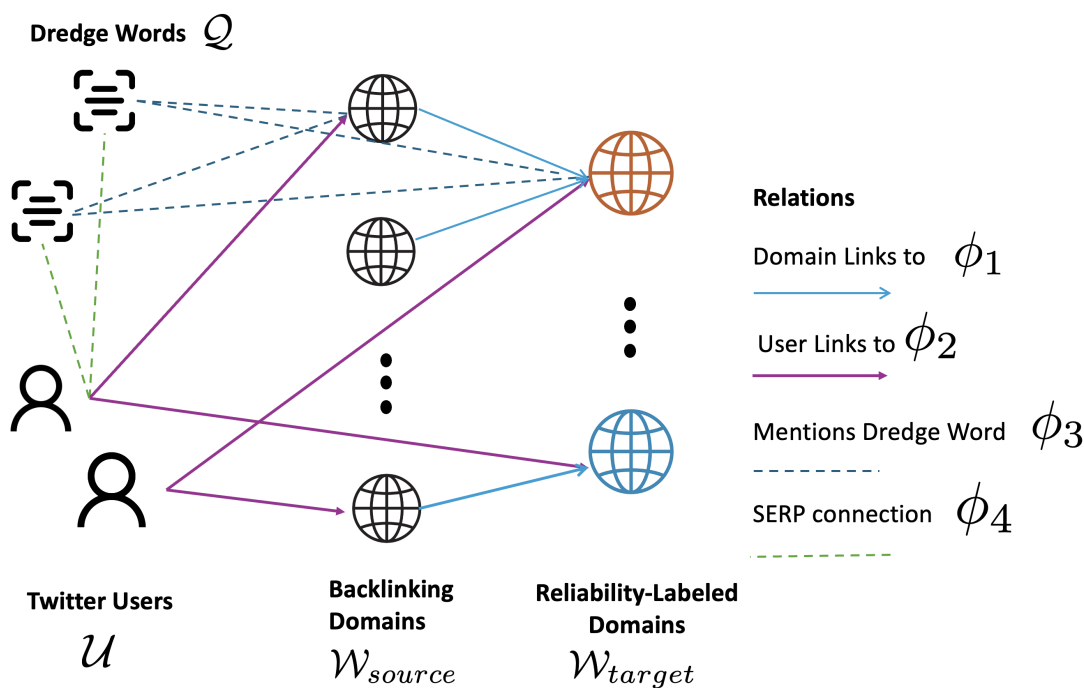 Dredge Words 𝒬
Relations
Domain Links to ϕ1
User Links to ϕ2
Mentions Dredge Word ϕ3
SERP connection ϕ4
Twitter Users
𝒰
Backlinking
Domains
𝒲source
Reliability-Labeled
Domains
𝒲target